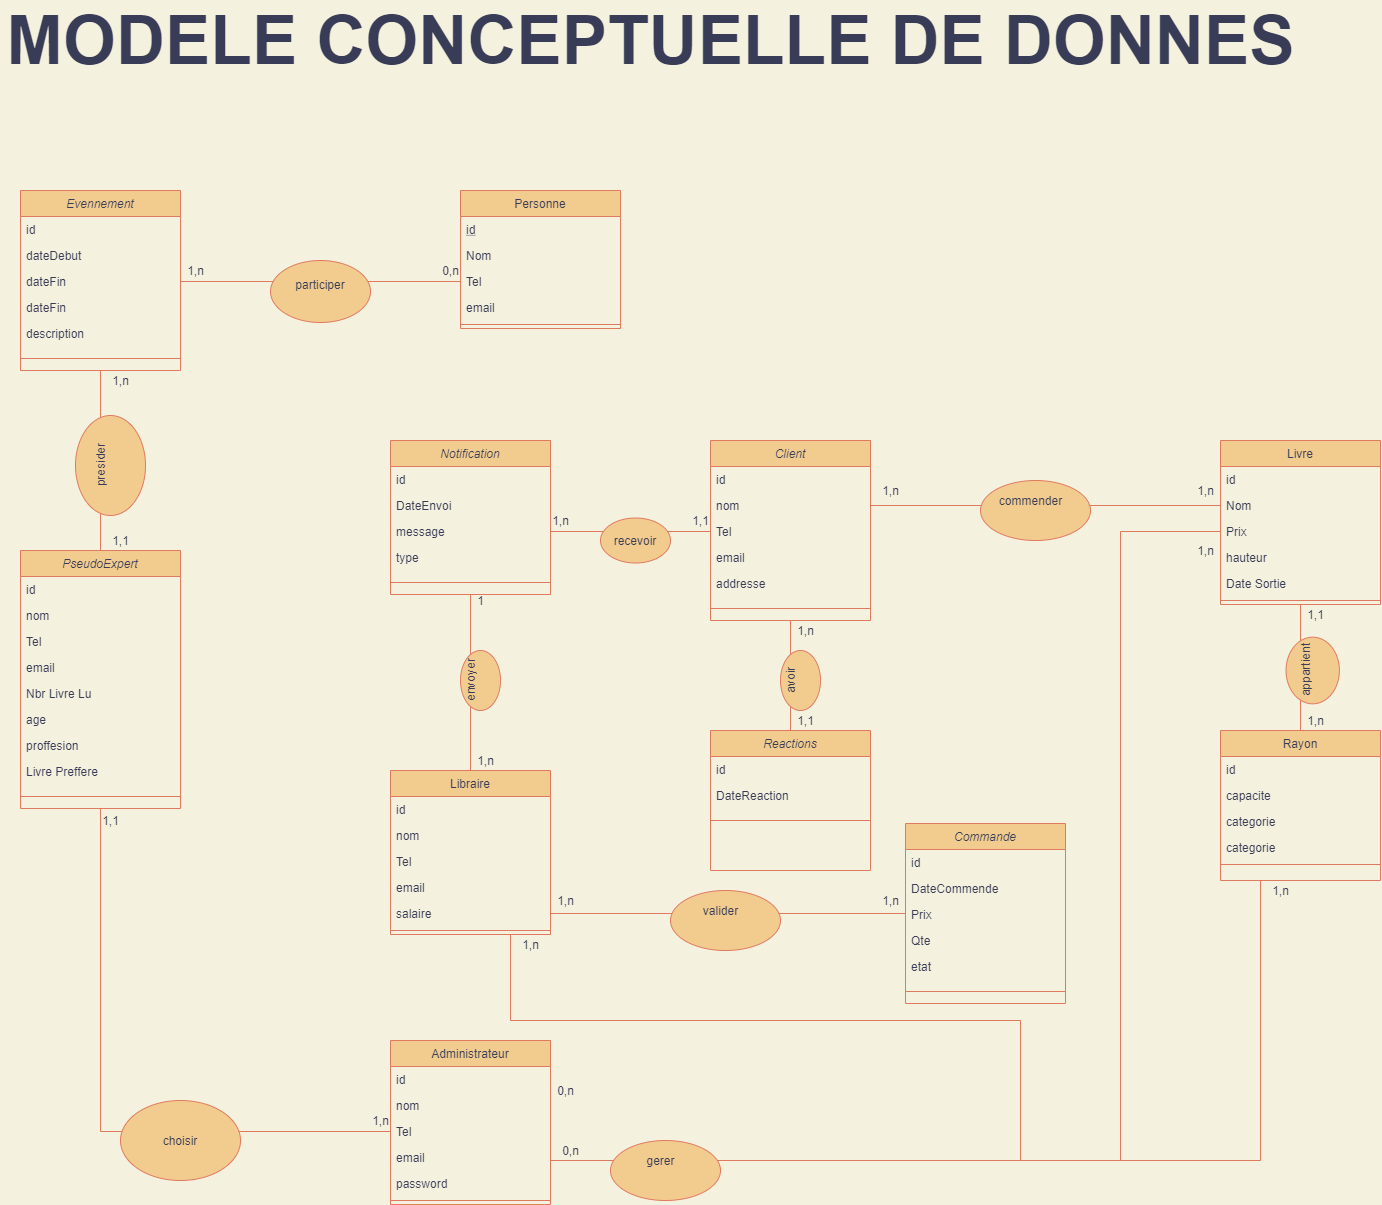 MODELE CONCEPTUELLE DE DONNES
Evennement
id
dateDebut
dateFin
dateFin
description
1,n
participer
0,n
Personne
id
Nom
Tel
email
1,n
presider
1,1
PseudoExpert
id
nom
Tel
email
Nbr Livre Lu
age
proffesion
Livre Preffere
1,1
Notification
id
DateEnvoi
message
type
1,n
recevoir
1,1
Client
id
nom
Tel
email
addresse
1,n
commender
1,n
Livre
id
Nom
Prix
hauteur
Date Sortie
1,n
1
envoyer
1,n
1,n
avoir
1,1
1,1
appartient
1,n
Libraire
id
nom
Tel
email
salaire
Reactions
id
DateReaction
Rayon
id
capacite
categorie
categorie
1,n
1,n
valider
1,n
Commande
id
DateCommende
Prix
Qte
etat
1,n
Administrateur
id
nom
Tel
email
password
0,n
0,n
gerer
1,n
choisir